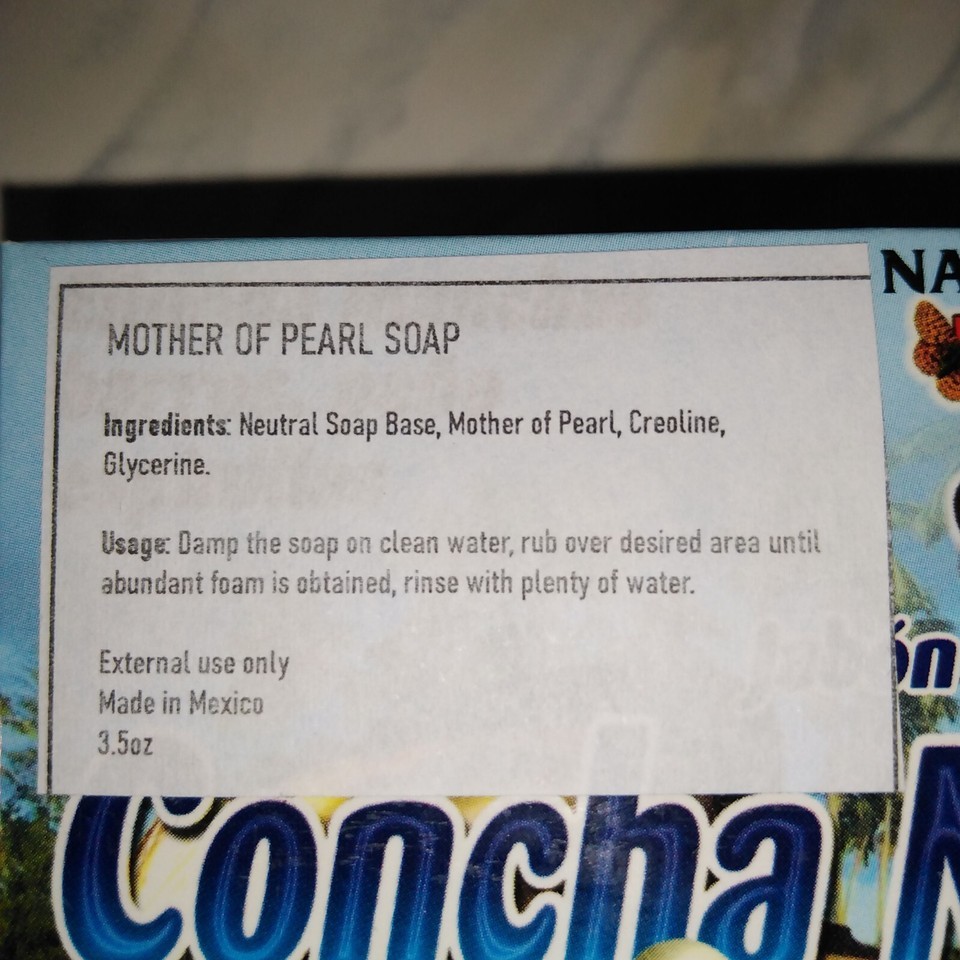 NA
MOTHER OF PEARL SOAP
Ingredients: Neutral Soap Base, Mother of Pearl, Creoline,
Glycerine.
Usage: Damp the soap on clean water, rub over desired area until
abundant foam is obtained, rinse with plenty of water.
External use only
Made in Mexico
3.5oz
ón
Concha N